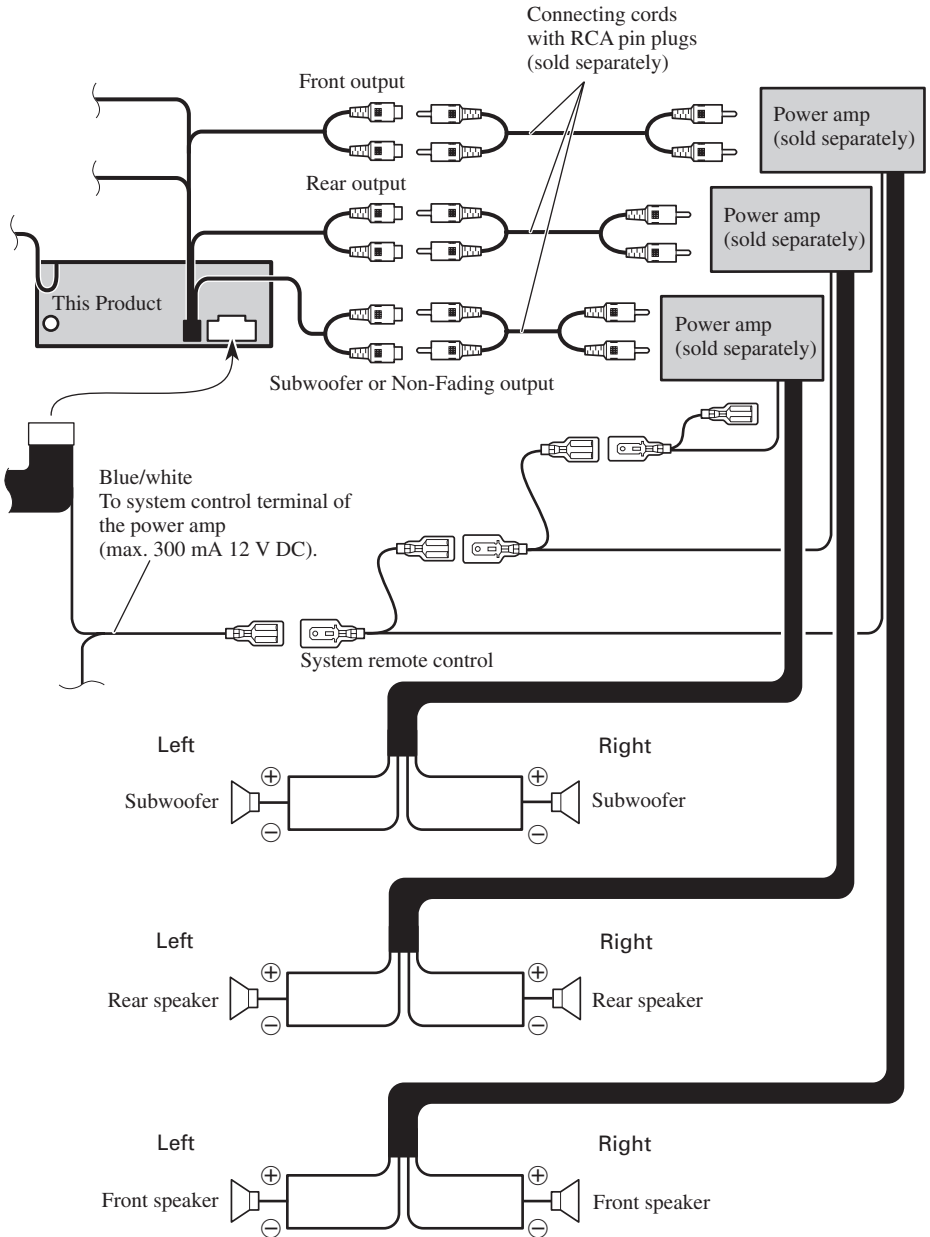 Connecting cords
with RCA pin plugs
(sold separately)
Front output
Power amp
(sold separately)
Rear output
Power amp
(sold separately)
This Product
Power amp
(sold separately)
Subwoofer or Non-Fading output
Blue/white
To system control terminal of
the power amp
(max. 300 mA 12 V DC).
System remote control
Left
Right
+
+
Subwoofer
Subwoofer
−
−
Left
Right
+
+
Rear speaker
Rear speaker
−
−
Left
Right
+
+
Front speaker
Front speaker
−
−